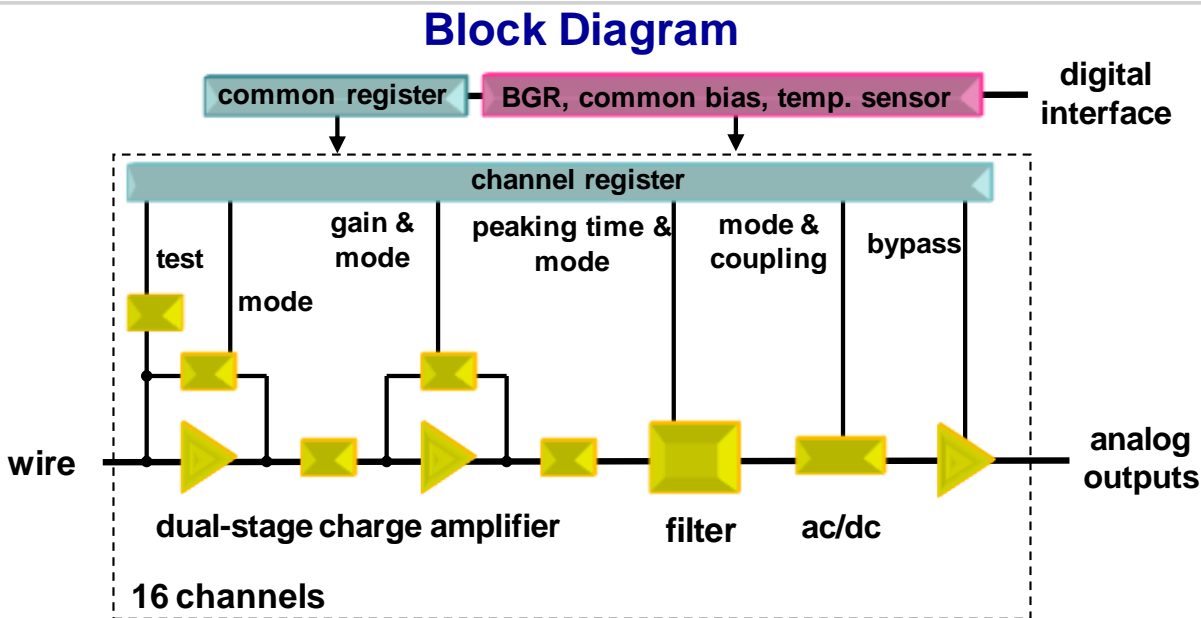 Block Diagram
common register
BGR, common bias, temp. sensor
digital
interface
channel register
test
mode
gain &
mode
peaking time &
mode
mode &
coupling
bypass
wire
analog
outputs
dual-stage charge amplifier
filter
ac/dc
16 channels